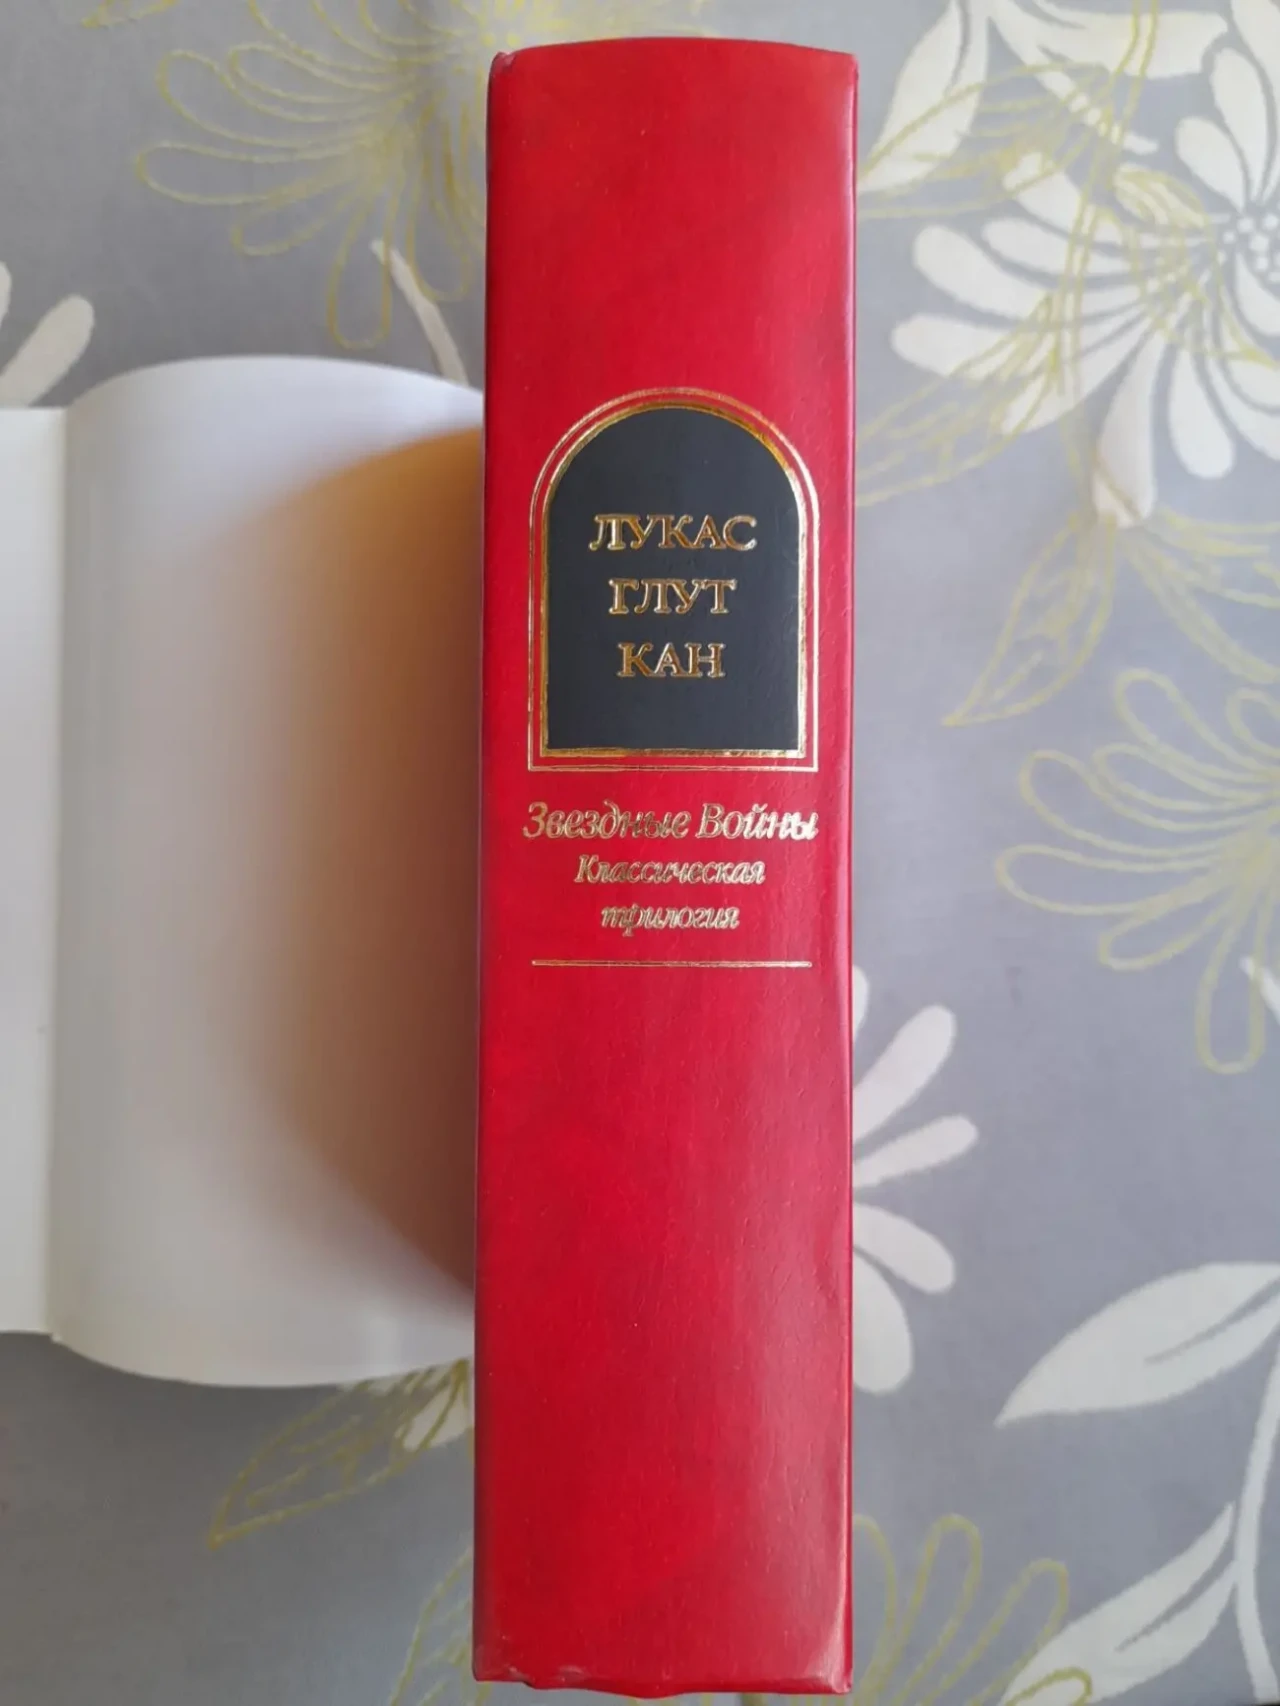 ЛУКАС
ГЛУТ
КАН
Звездные Войны
Классическая
трилогия